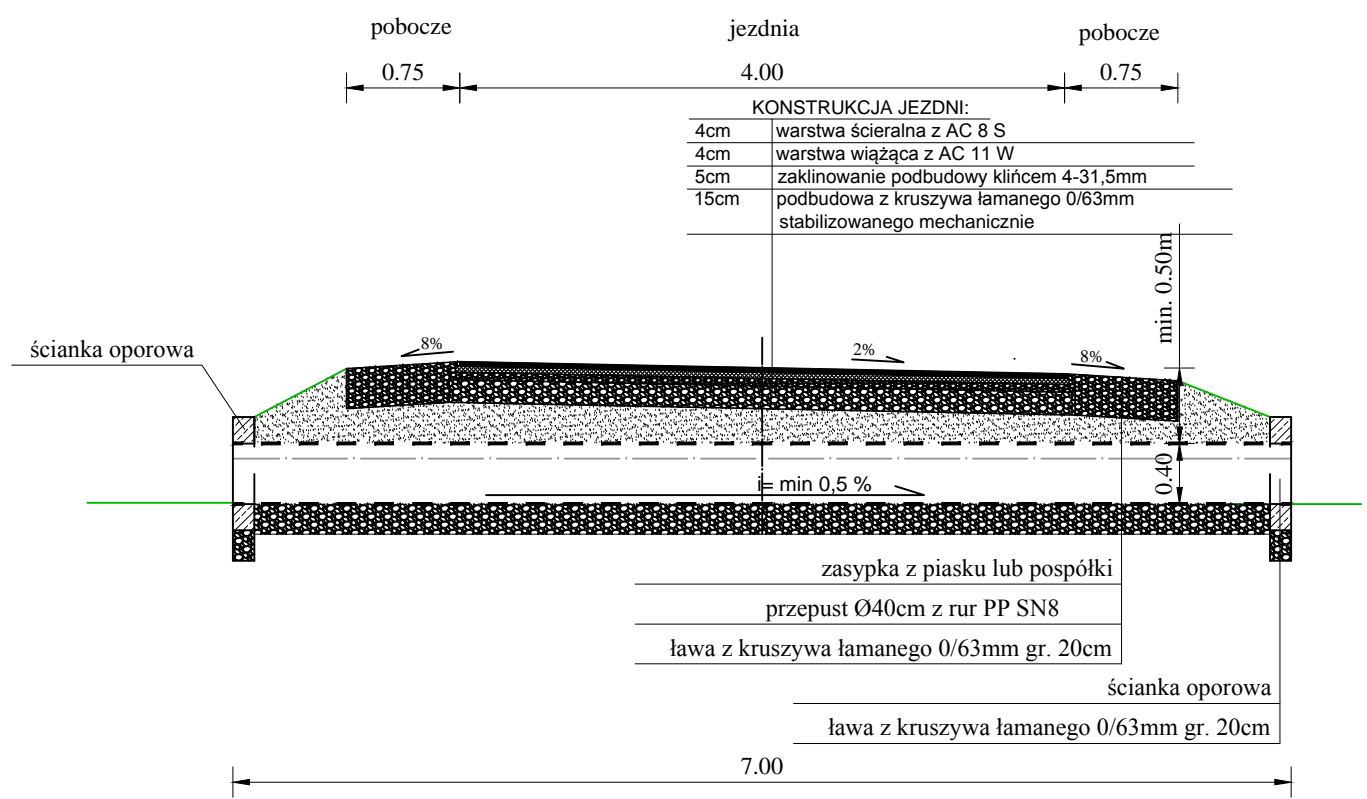 pobocze jezdnia pobocze
0.75 4.00 0.75
KONSTRUKCJA JEZDNI:
4cm warstwa ścieralna z AC 8 S
4cm warstwa wiążąca z AC 11 W
5cm zaklinowanie podbudowy klińcem 4-31,5mm
15cm podbudowa z kruszywa łamanego 0/63mm
stabilizowanego mechanicznie
min. 0.50m
ścianka oporowa
8% 2% 8%
0.40
i= min 0,5 %
zasypka z piasku lub pospółki
przepust Ø40cm z rur PP SN8
ława z kruszywa łamanego 0/63mm gr. 20cm
ścianka oporowa
ława z kruszywa łamanego 0/63mm gr. 20cm
7.00